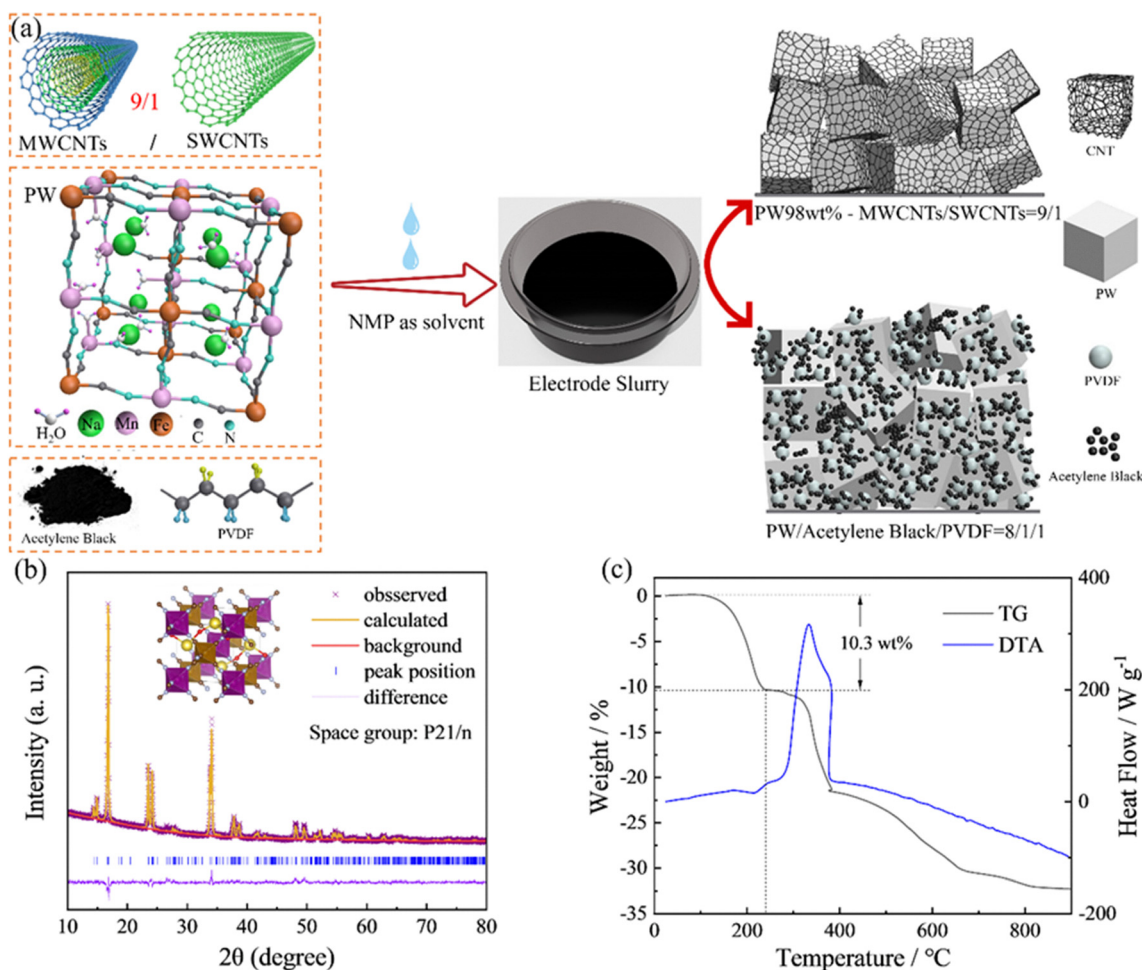 (a)
9/1
MWCNTs / SWCNTs
PW
H₂O Na Mn Fe C N
Acetylene Black
PVDF
NMP as solvent
Electrode Slurry
PW98wt% - MWCNTs/SWCNTs=9/1
CNT
PW
PVDF
Acetylene Black
PW/Acetylene Black/PVDF=8/1/1
(b)
obsserved
calculated
background
peak position
difference
Space group: P21/n
Intensity (a. u.)
10 20 30 40 50 60 70 80
2θ (degree)
(c)
TG
DTA
10.3 wt%
Weight / %
0
-5
-10
-15
-20
-25
-30
-35
0 200 400 600 800
Temperature / °C
400
200
0
-200
Heat Flow / W g⁻¹